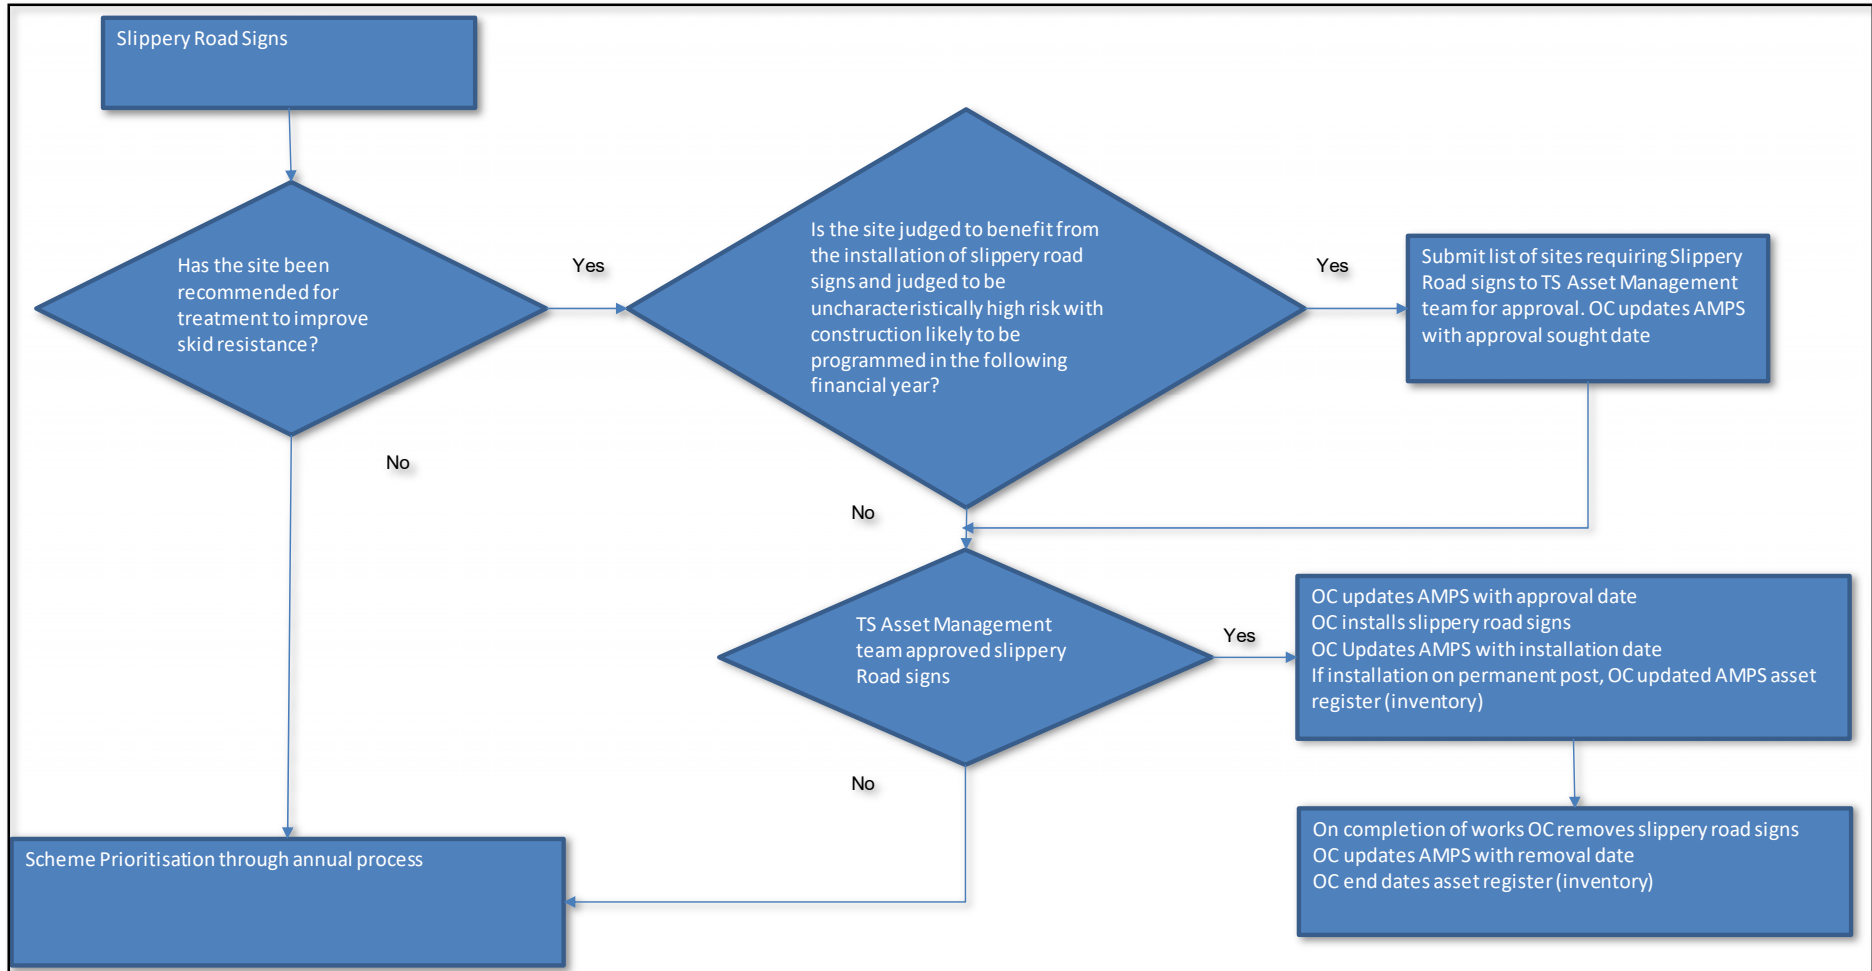 Slippery Road Signs
Has the site been
recommended for
treatment to improve
skid resistance?
Yes
No
Is the site judged to benefit from
the installation of slippery road
signs and judged to be
uncharacteristically high risk with
construction likely to be
programmed in the following
financial year?
Yes
No
Submit list of sites requiring Slippery
Road signs to TS Asset Management
team for approval. OC updates AMPS
with approval sought date
TS Asset Management
team approved slippery
Road signs
Yes
No
OC updates AMPS with approval date
OC installs slippery road signs
OC Updates AMPS with installation date
If installation on permanent post, OC updated AMPS asset
register (inventory)
On completion of works OC removes slippery road signs
OC updates AMPS with removal date
OC end dates asset register (inventory)
Scheme Prioritisation through annual process